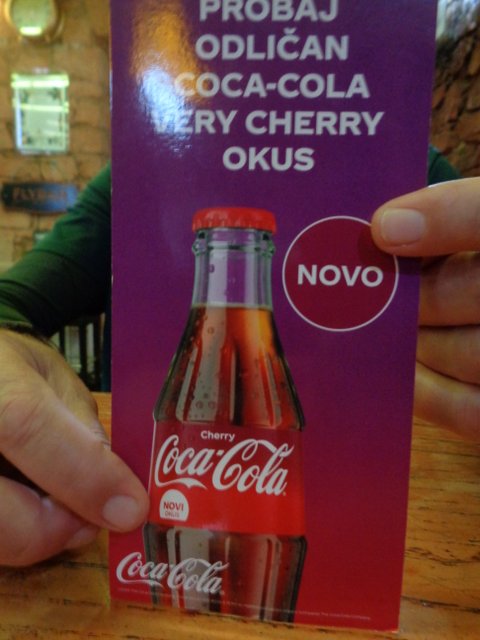 PROBAJ
ODLIČAN
COCA-COLA
VERY CHERRY
OKUS
NOVO
Cherry
Coca-Cola
NOVI
OKUS
Coca-Cola